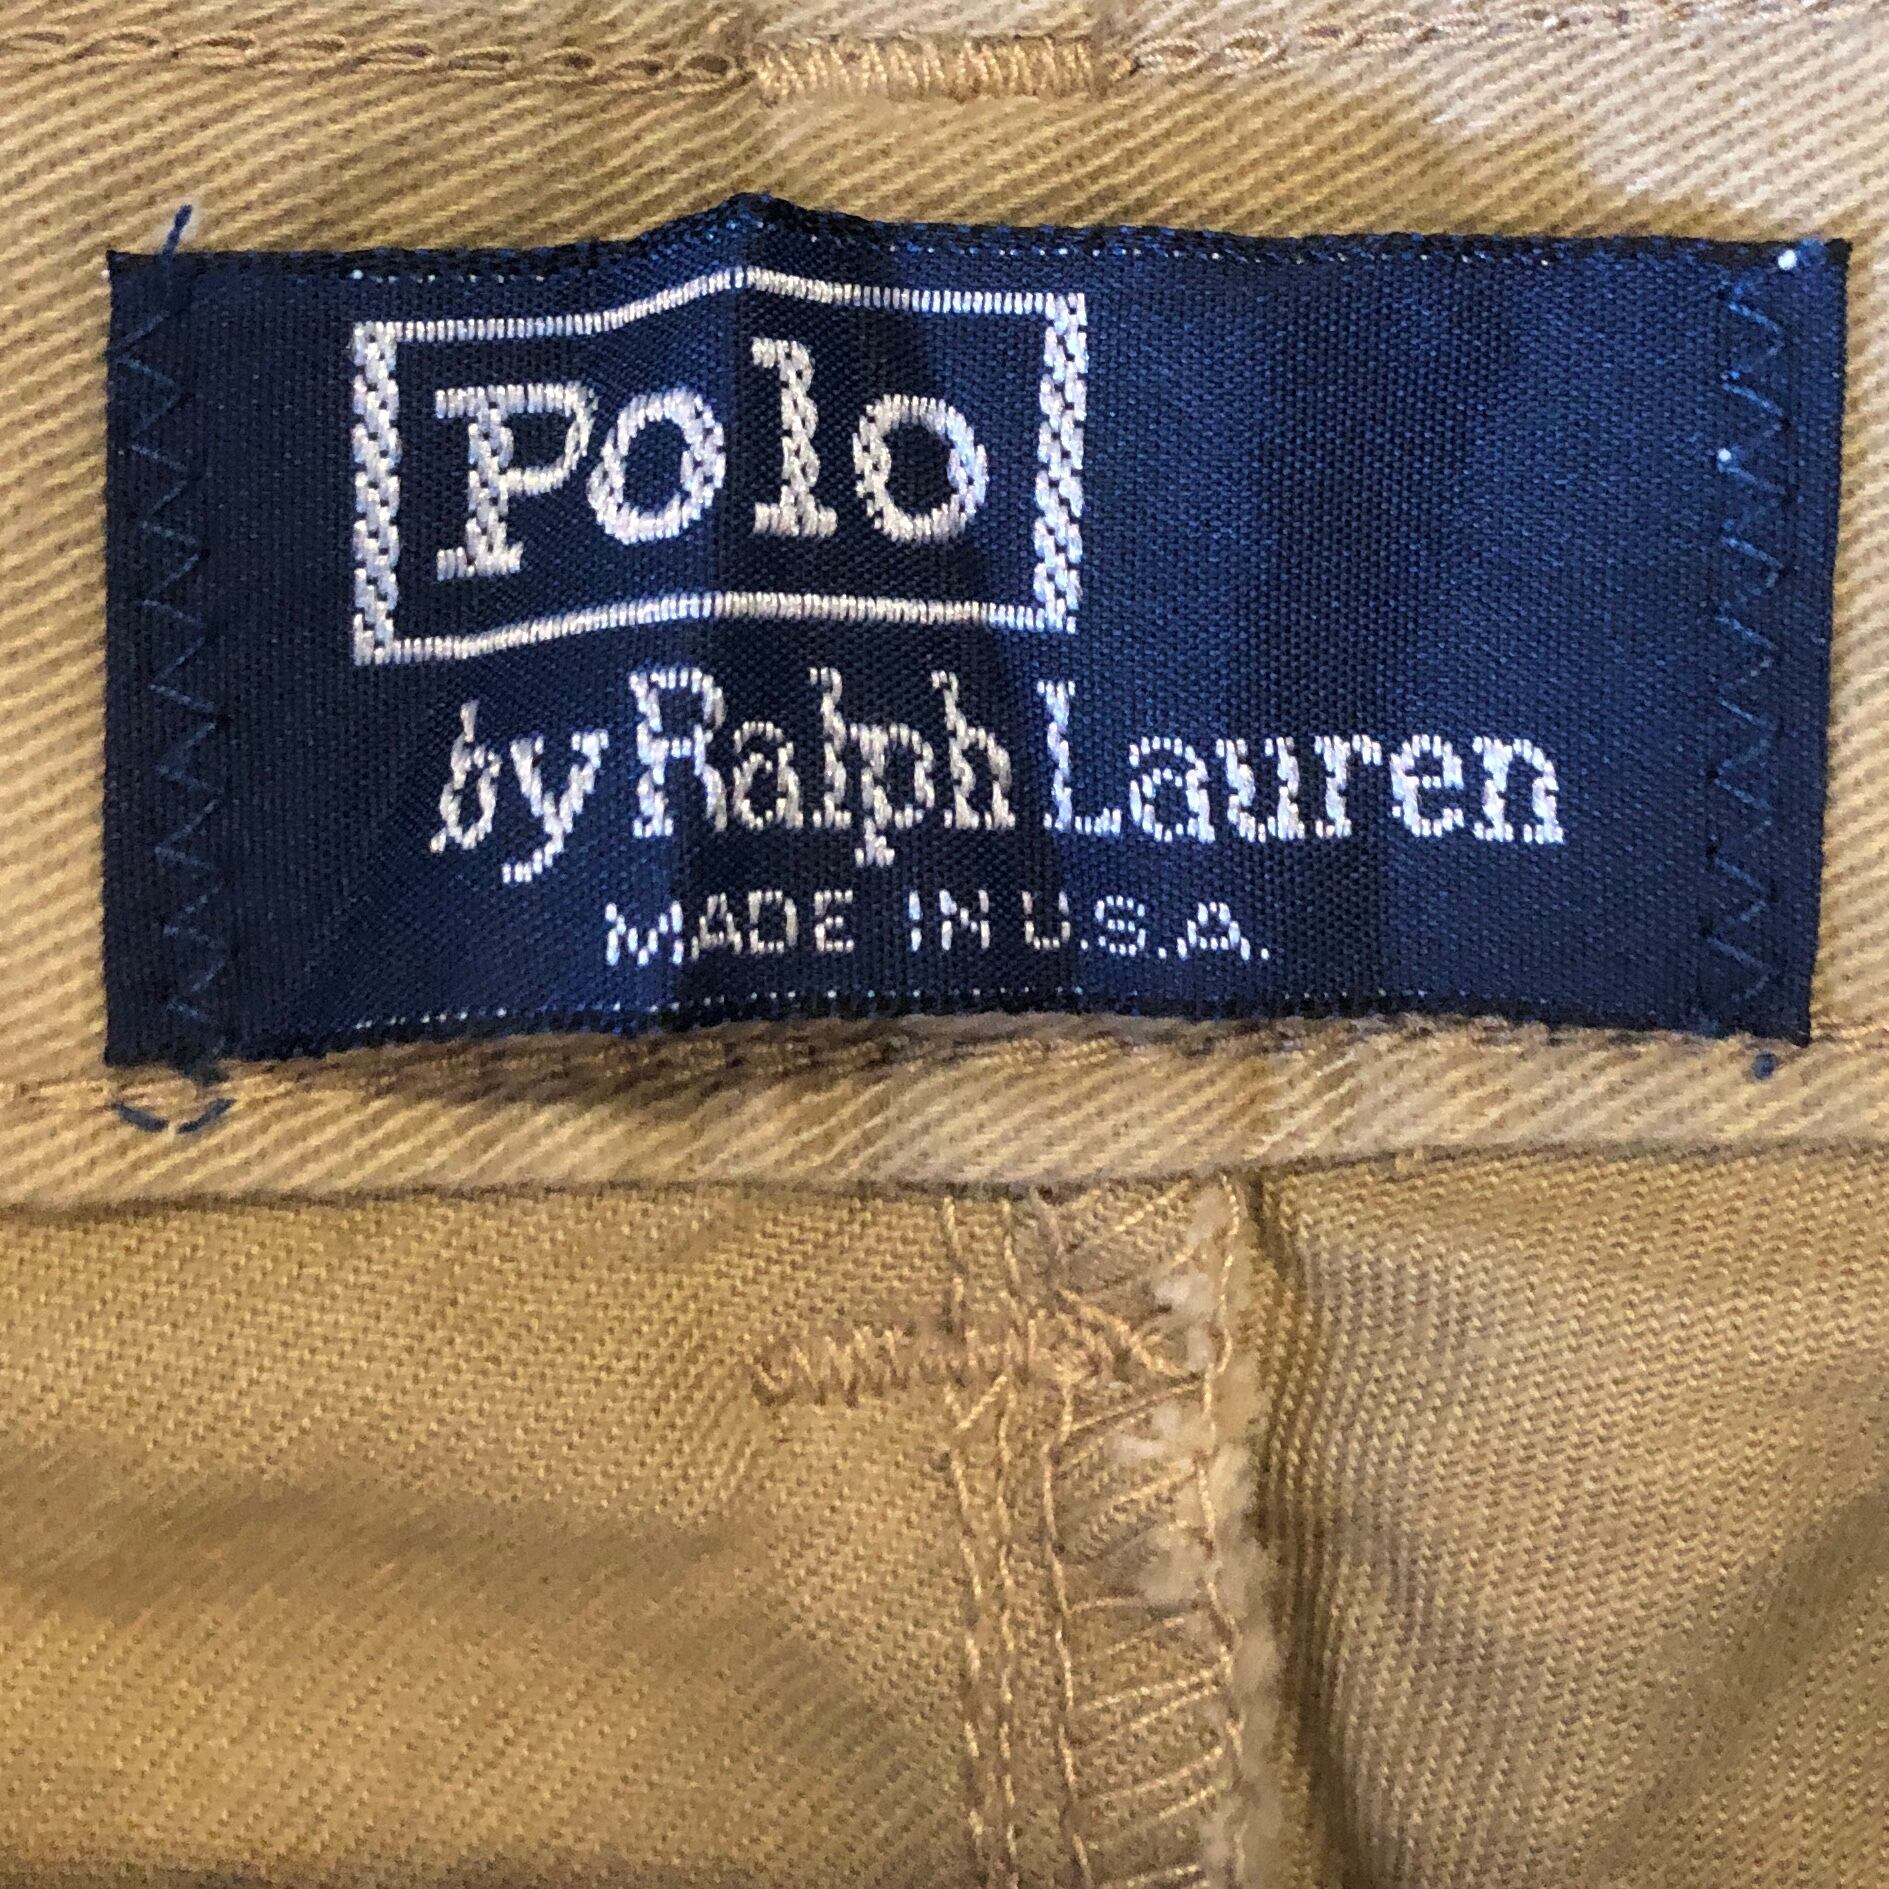 Polo
by Ralph Lauren
MADE IN U.S.A.